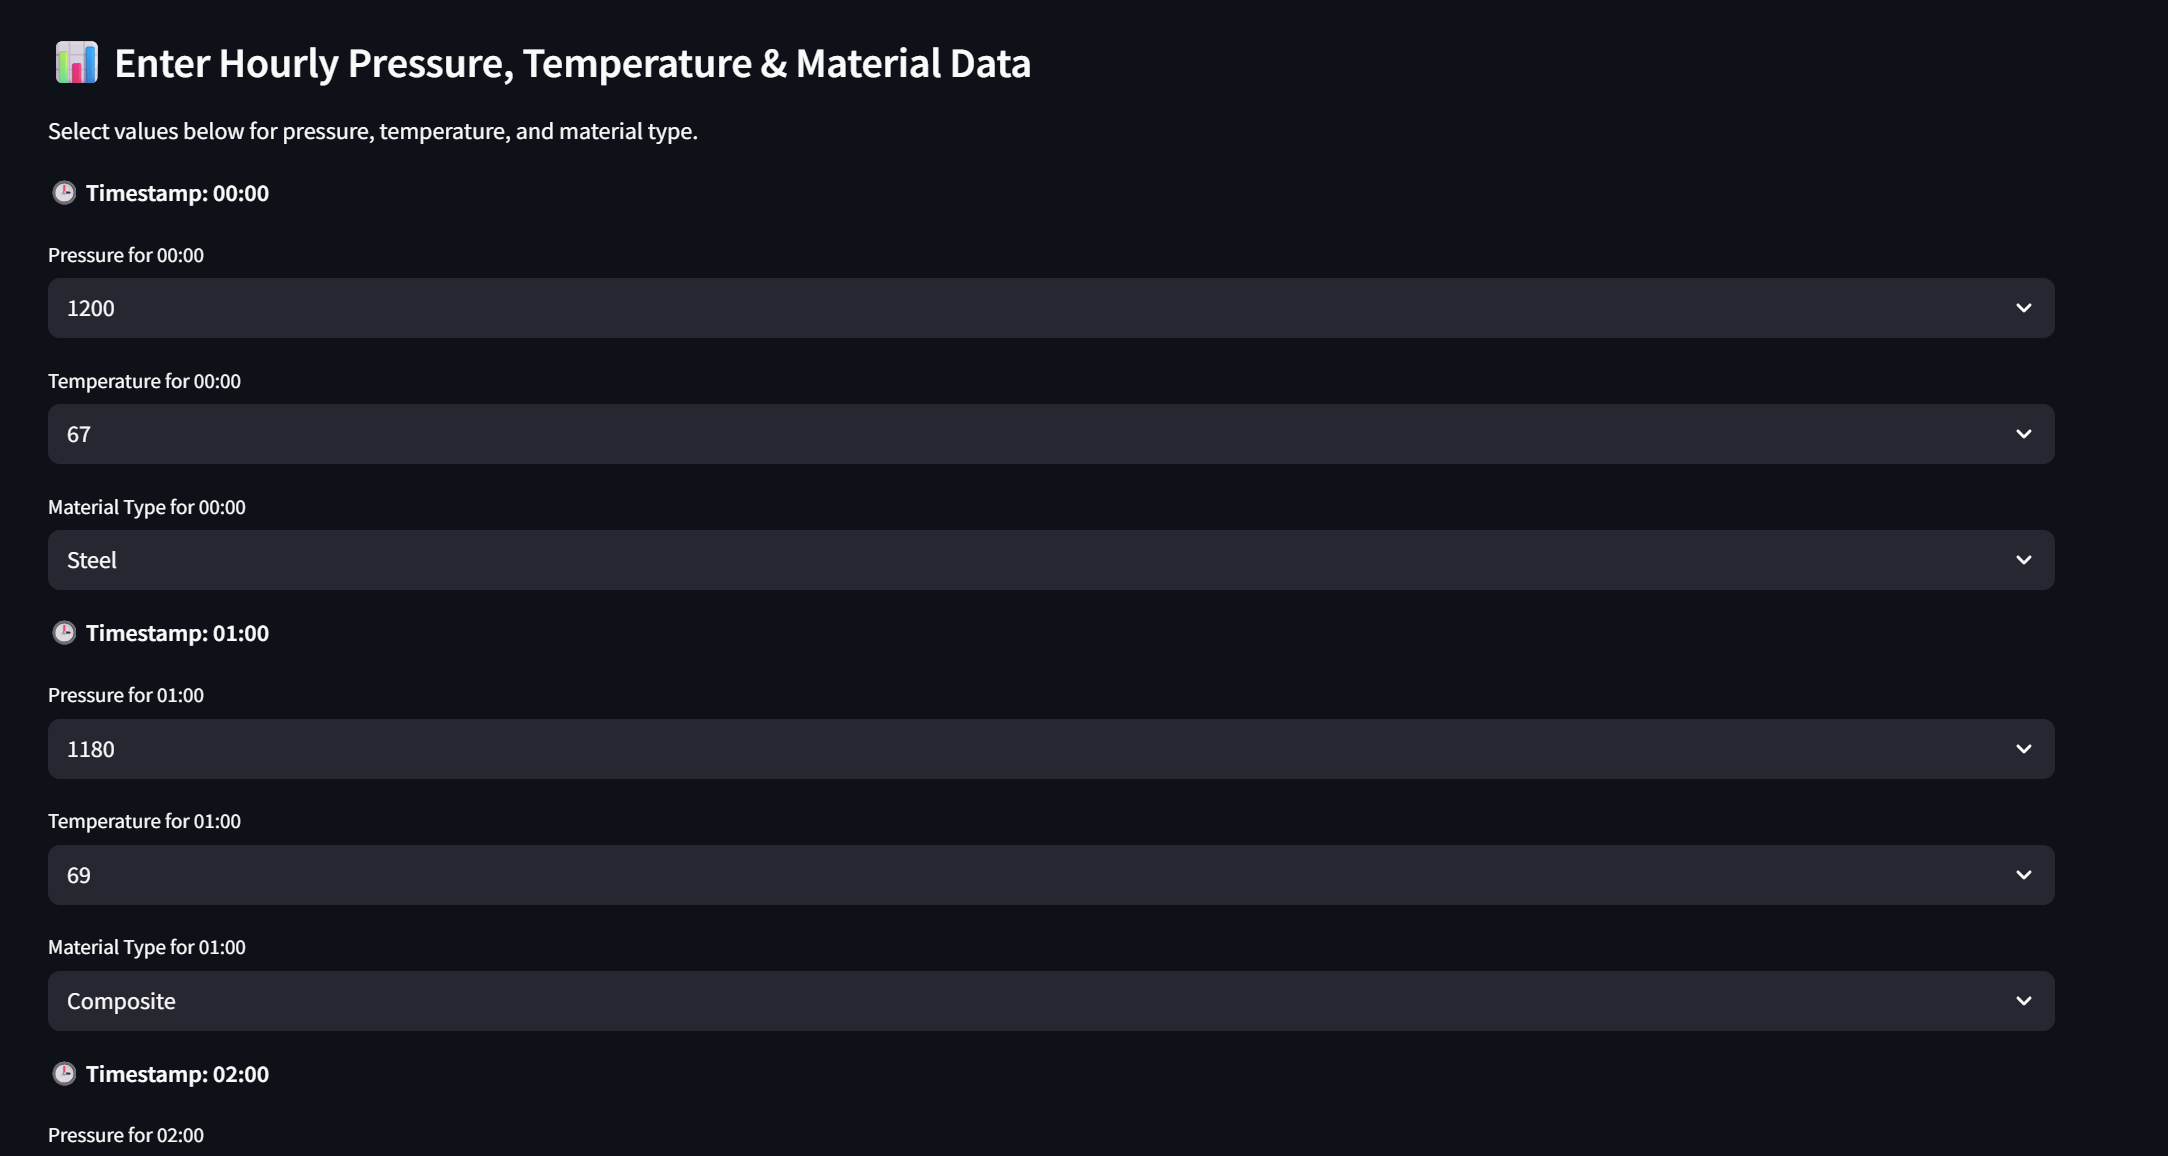 Enter Hourly Pressure, Temperature & Material Data
Select values below for pressure, temperature, and material type.
Timestamp: 00:00
Pressure for 00:00
1200
Temperature for 00:00
67
Material Type for 00:00
Steel
Timestamp: 01:00
Pressure for 01:00
1180
Temperature for 01:00
69
Material Type for 01:00
Composite
Timestamp: 02:00
Pressure for 02:00